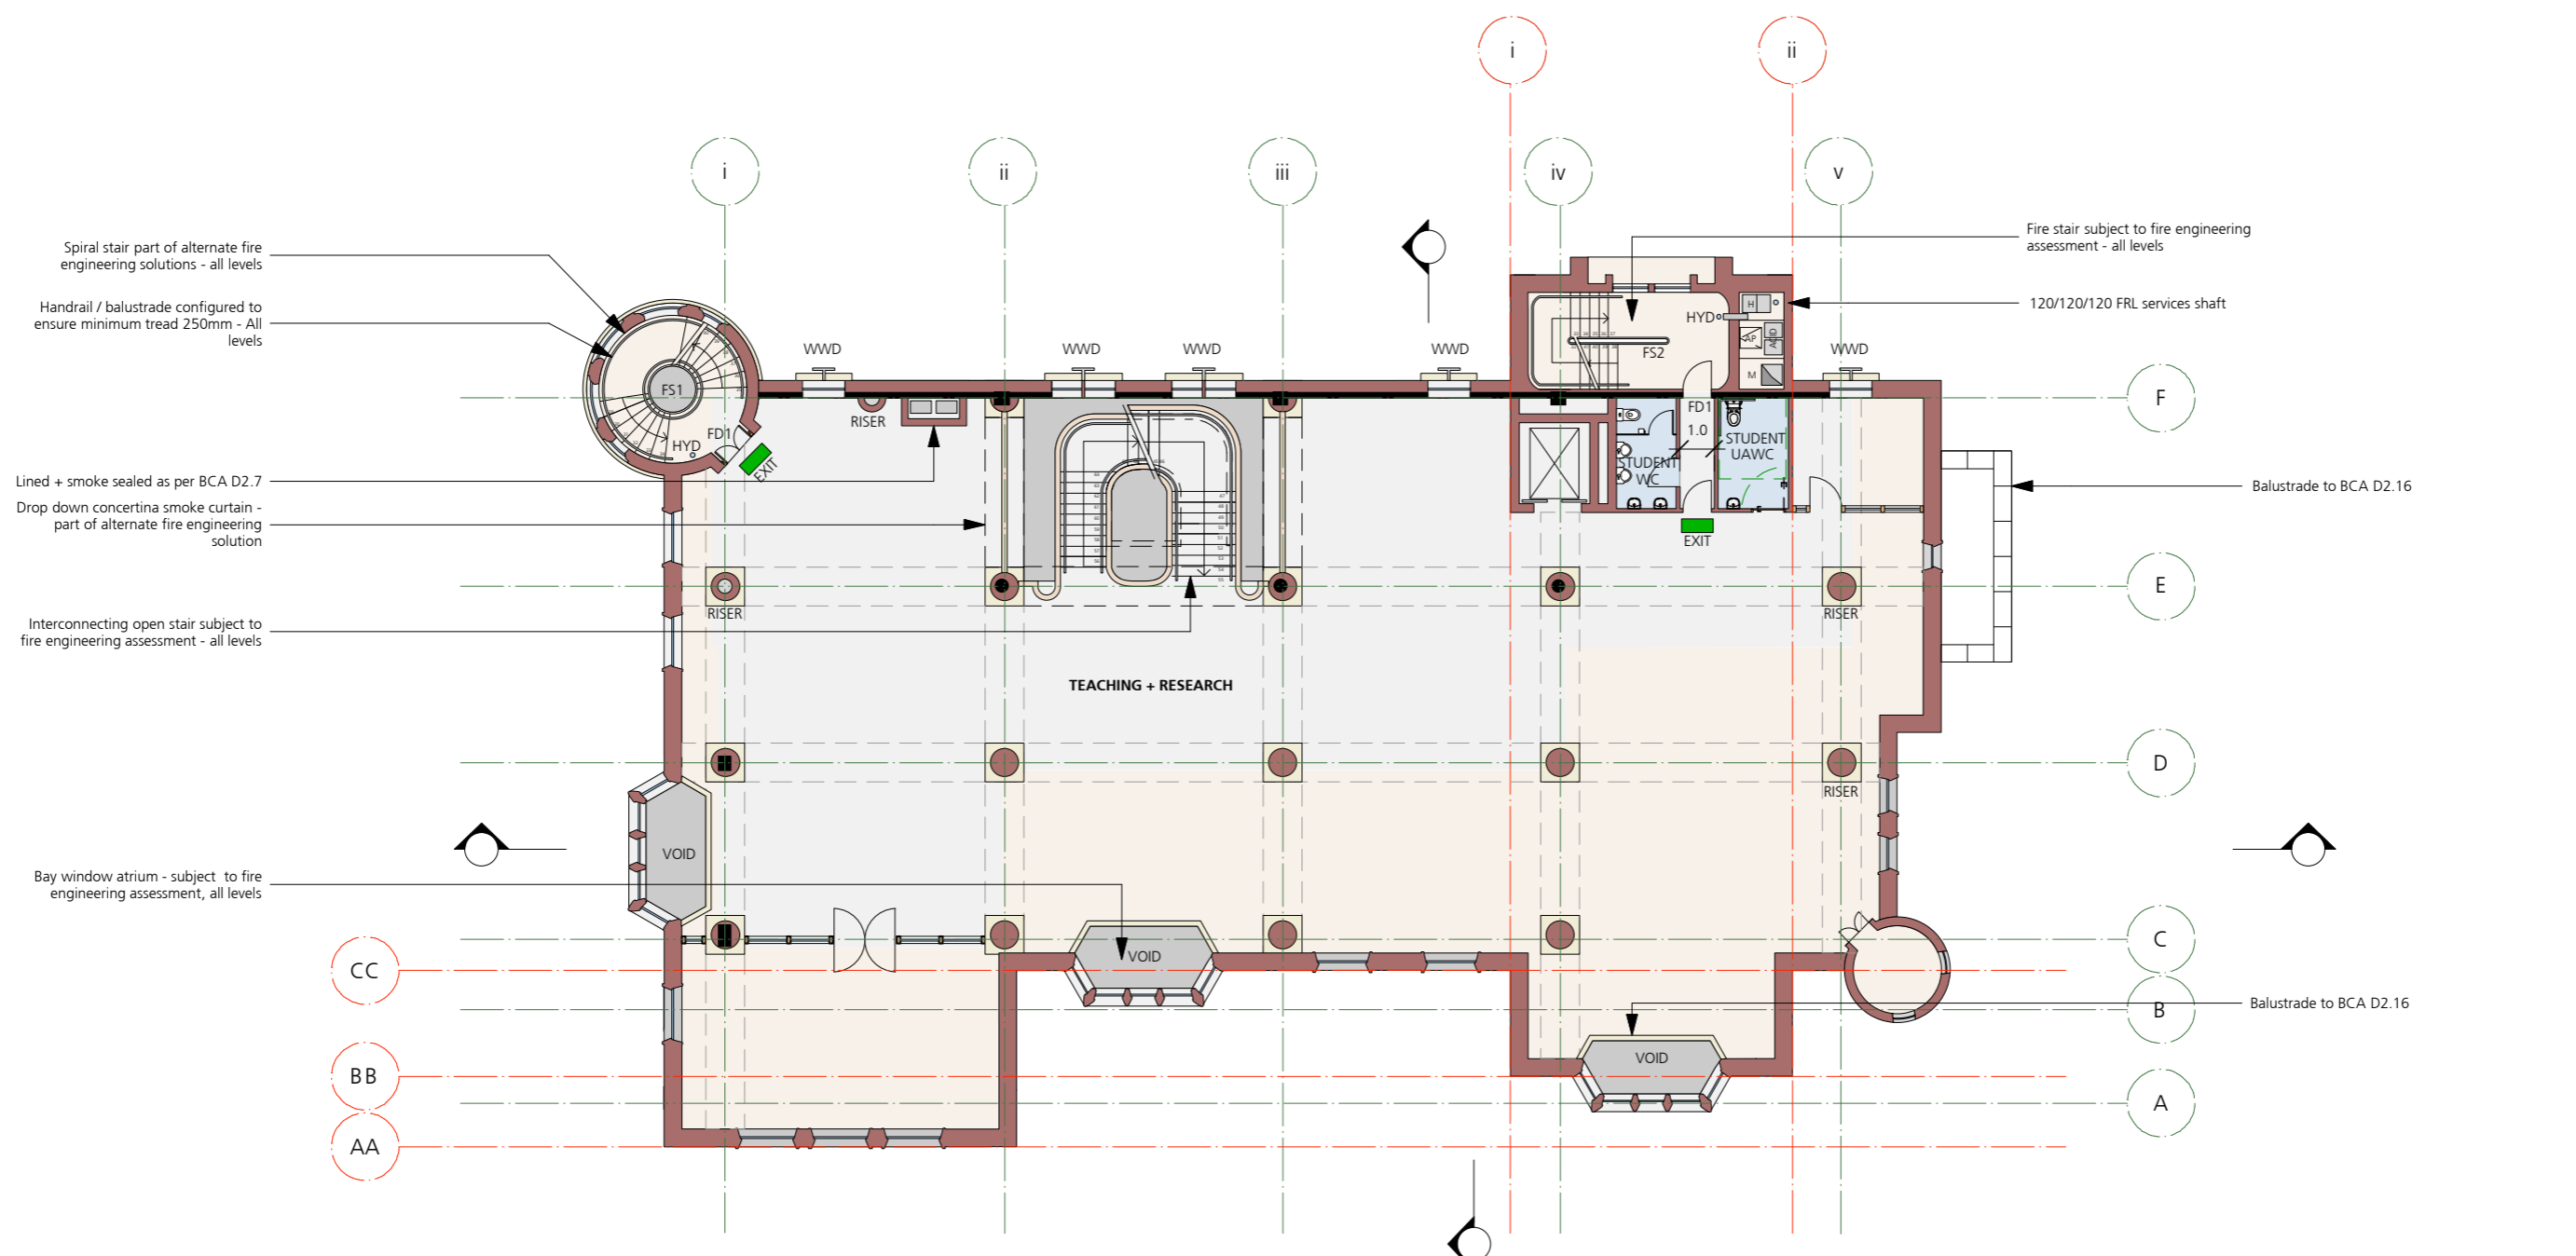 i
ii
i
ii
iii
iv
v
Spiral stair part of alternate fire
engineering solutions - all levels
Handrail / balustrade configured to
ensure minimum tread 250mm - All
levels
Lined + smoke sealed as per BCA D2.7
Drop down concertina smoke curtain -
part of alternate fire engineering
solution
Interconnecting open stair subject to
fire engineering assessment - all levels
Bay window atrium - subject to fire
engineering assessment, all levels
CC
BB
AA
Fire stair subject to fire engineering
assessment - all levels
120/120/120 FRL services shaft
Balustrade to BCA D2.16
Balustrade to BCA D2.16
F
E
D
C
B
A
WWD
WWD
WWD
WWD
WWD
FS1
HYD
FD1
EXIT
RISER
HYD
FS2
H
AP
ACID
M
FD1
1.0
STUDENT
WC
STUDENT
UAWC
EXIT
RISER
RISER
TEACHING + RESEARCH
RISER
VOID
VOID
VOID